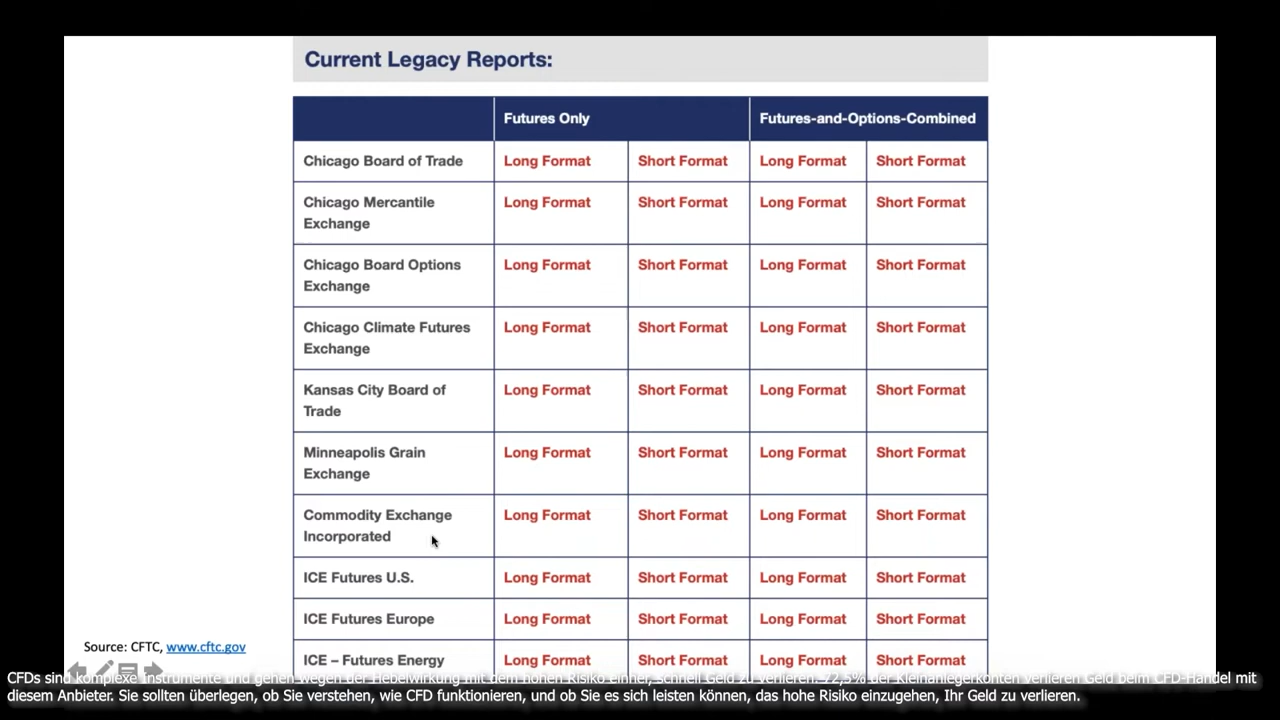 Current Legacy Reports:
Futures Only Futures-and-Options-Combined
Chicago Board of Trade Long Format Short Format Long Format Short Format
Chicago Mercantile Long Format Short Format Long Format Short Format
Exchange
Chicago Board Options Long Format Short Format Long Format Short Format
Exchange
Chicago Climate Futures Long Format Short Format Long Format Short Format
Exchange
Kansas City Board of Long Format Short Format Long Format Short Format
Trade
Minneapolis Grain Long Format Short Format Long Format Short Format
Exchange
Commodity Exchange Long Format Short Format Long Format Short Format
Incorporated
ICE Futures U.S. Long Format Short Format Long Format Short Format
ICE Futures Europe Long Format Short Format Long Format Short Format
Source: CFTC, www.cftc.gov
ICE – Futures Energy Long Format Short Format Long Format Short Format
CFDs sind komplexe Instrumente und gehen wegen der Hebelwirkung mit dem hohen Risiko einher, schnell Geld zu verlieren. 72,5% der Kleinanlegerkonten verlieren Geld beim CFD-Handel mit
diesem Anbieter. Sie sollten überlegen, ob Sie verstehen, wie CFD funktionieren, und ob Sie es sich leisten können, das hohe Risiko einzugehen, Ihr Geld zu verlieren.